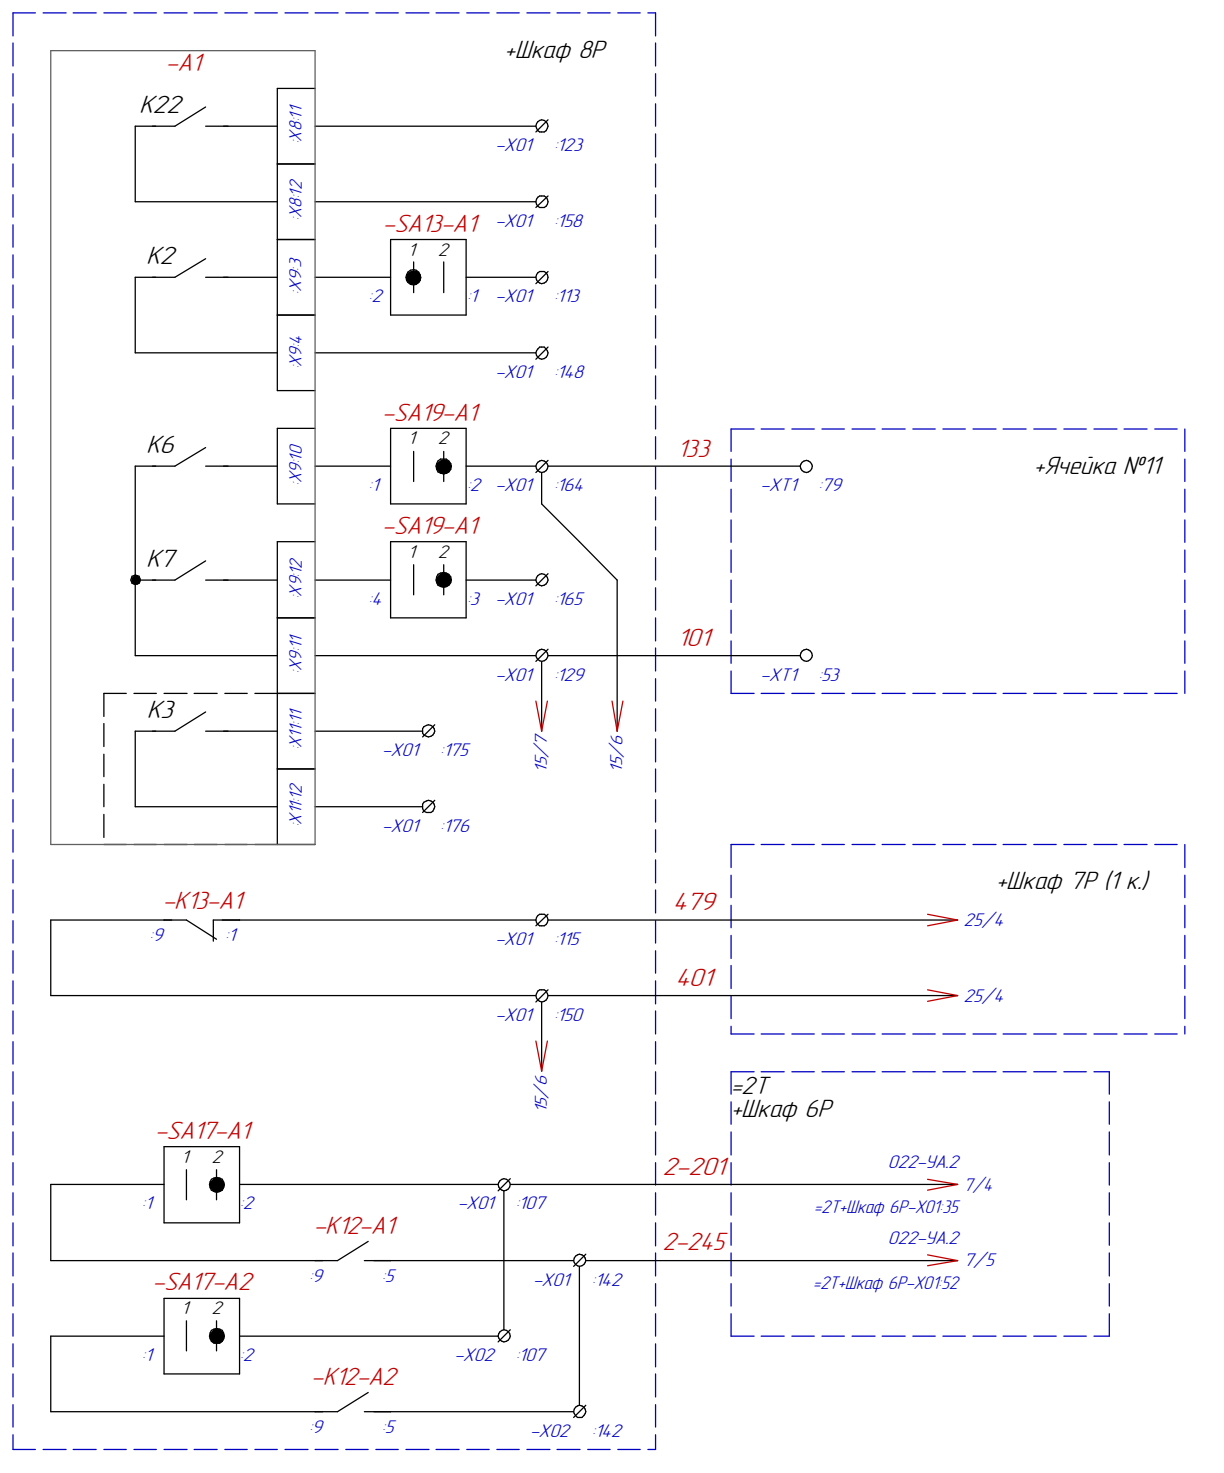 +Шкаф 8Р
-A1
K22
:X8:11
-X01 :123
:X8:12
-X01 :158
-SA13-A1
K2
:X9:3
1 2
:2 :1
-X01 :113
:X9:4
-X01 :148
-SA19-A1
K6
:X9:10
1 2
:1 :2
-X01 :164
133
-XT1 :79
+Ячейка №11
-SA19-A1
K7
:X9:12
1 2
:4 :3
-X01 :165
:X9:11
-X01 :129
101
-XT1 :53
K3
:X11:11
-X01 :175
15/7
15/6
:X11:12
-X01 :176
+Шкаф 7Р (1 к.)
-K13-A1
:9 :1
-X01 :115
479
25/4
401
-X01 :150
25/4
15/6
=2Т
+Шкаф 6Р
-SA17-A1
1 2
:1 :2
-X01 :107
2-201
022-УА.2
7/4
=2Т+Шкаф 6Р-X01:35
-K12-A1
:9 :5
-X01 :142
2-245
022-УА.2
7/5
=2Т+Шкаф 6Р-X01:52
-SA17-A2
1 2
:1 :2
-X02 :107
-K12-A2
:9 :5
-X02 :142